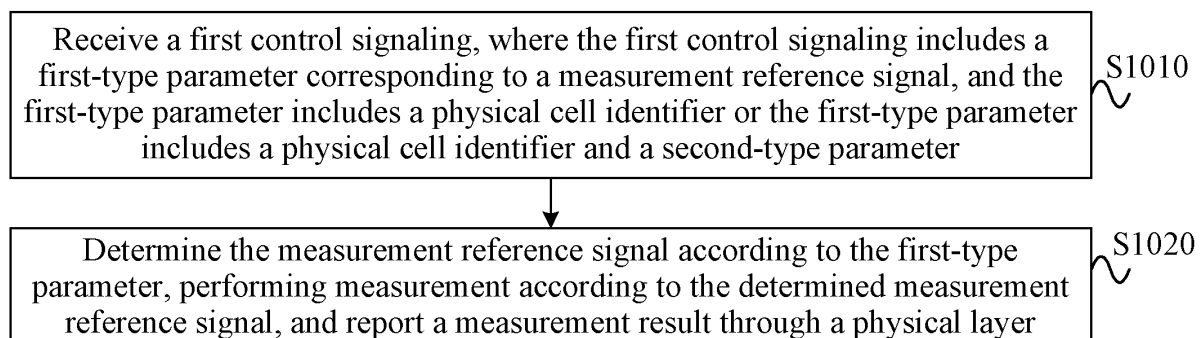 Receive a first control signaling, where the first control signaling includes a
first-type parameter corresponding to a measurement reference signal, and the
first-type parameter includes a physical cell identifier or the first-type parameter
includes a physical cell identifier and a second-type parameter
S1010
Determine the measurement reference signal according to the first-type
parameter, performing measurement according to the determined measurement
reference signal, and report a measurement result through a physical layer
S1020